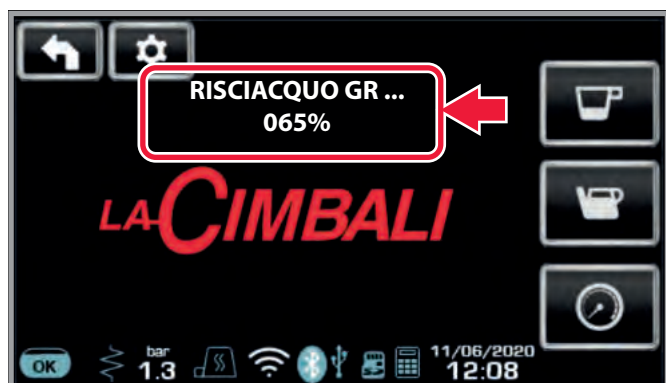 RISCIACQUO GR ...
065%
LA CIMBALI
OK
bar
1.3
11/06/2020
12:08